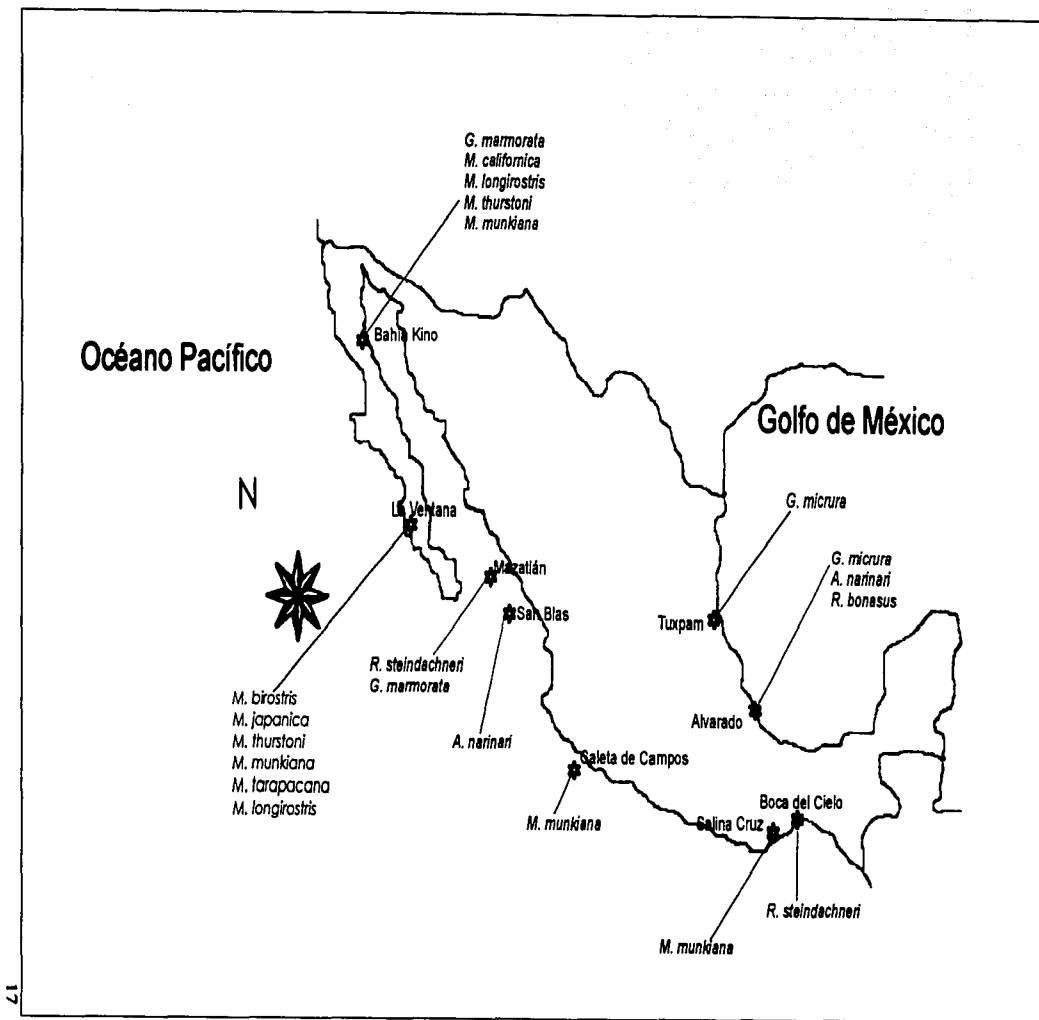 G. marmorata
M. californica
M. longirostris
M. thurstoni
M. munkiana
Bahía Kino
Océano Pacífico
Golfo de México
N
La Ventana
G. micrura
Mazatlán
San Blas
G. micrura
A. narinari
R. bonasus
Tuxpam
R. steindachneri
G. marmorata
M. birostris
M. japanica
M. thurstoni
M. munkiana
M. tarapacana
M. longirostris
A. narinari
Alvarado
Caleta de Campos
M. munkiana
Boca del Cielo
Salina Cruz
R. steindachneri
M. munkiana
17